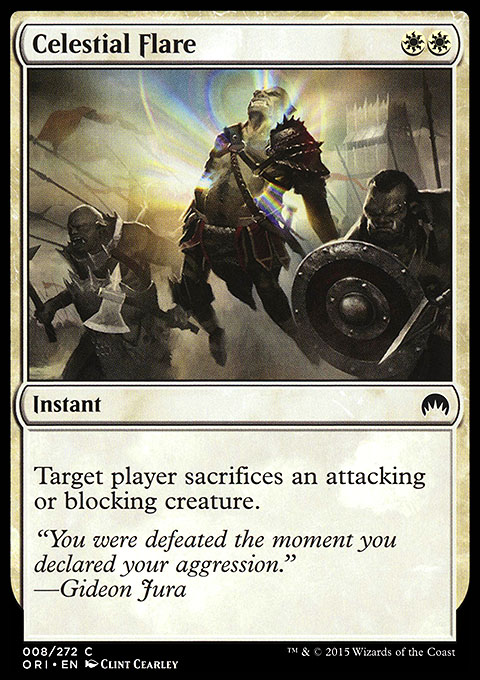 Celestial Flare
Instant
Target player sacrifices an attacking
or blocking creature.
“You were defeated the moment you
declared your aggression.”
—Gideon Jura
008/272 C
ORI • EN Clint Cearley
™ & © 2015 Wizards of the Coast